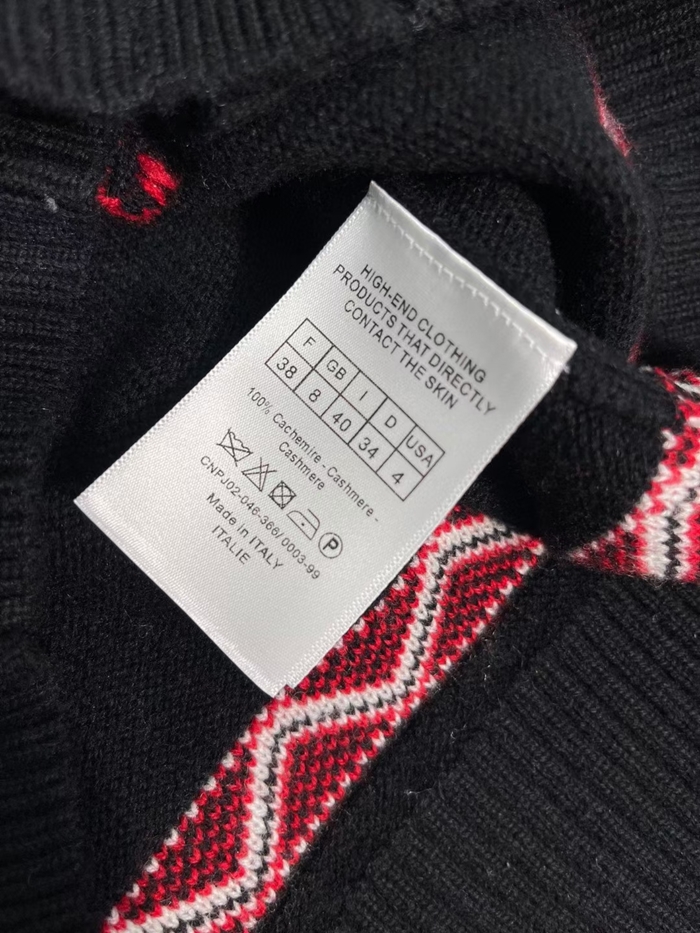 HIGH-END CLOTHING
PRODUCTS THAT DIRECTLY
CONTACT THE SKIN
F GB I D USA
38 8 40 34 4
100% Cachemire - Cashmere -
Cashmere
P
CNPJ02-046-366/0003-99
Made in ITALY
ITALIE